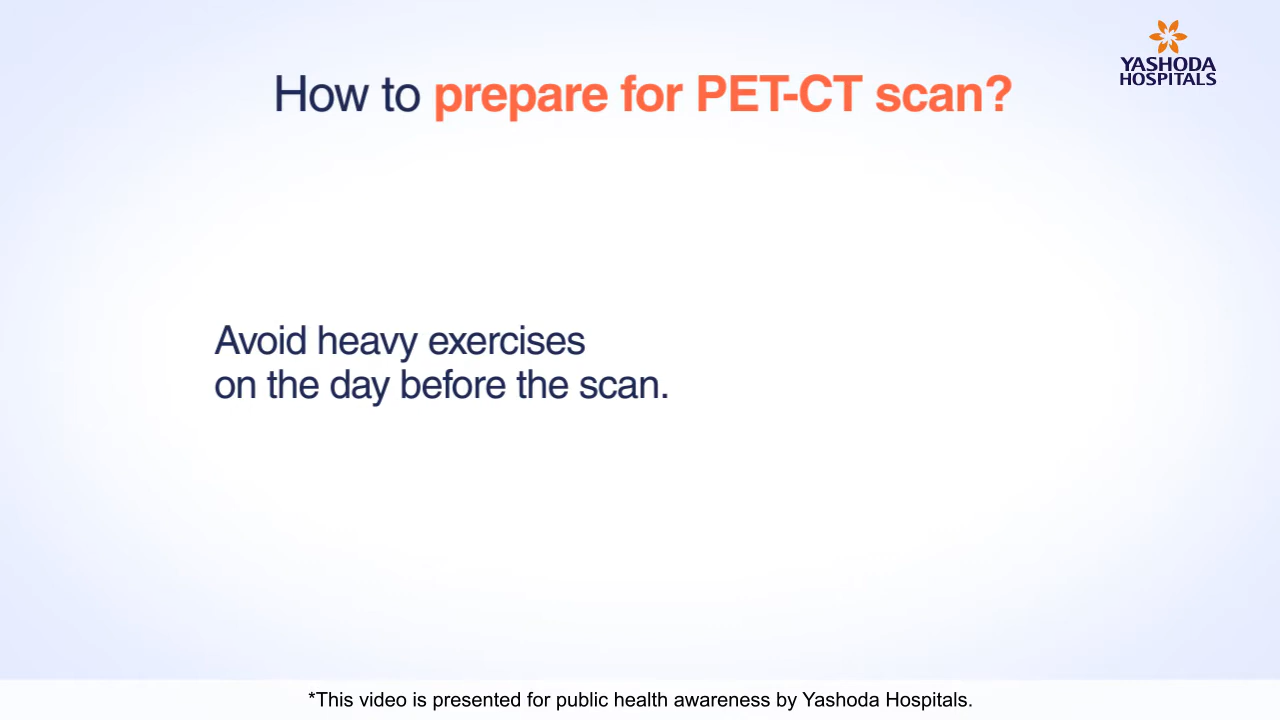 How to prepare for PET-CT scan?
YASHODA
HOSPITALS
Avoid heavy exercises
on the day before the scan.
*This video is presented for public health awareness by Yashoda Hospitals.